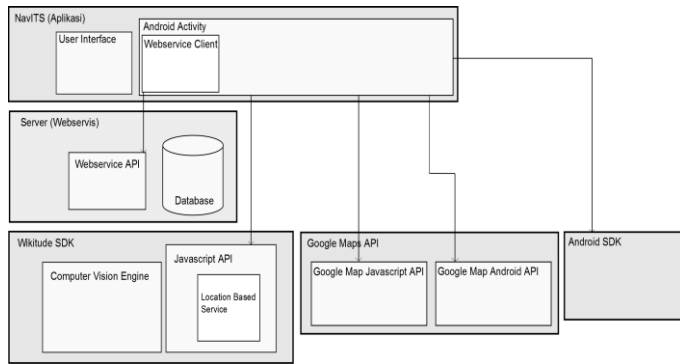 NavITS (Aplikasi)
User Interface
Android Activity
Webservice Client
Server (Webservis)
Webservice API
Database
Wikitude SDK
Computer Vision Engine
Javascript API
Location Based
Service
Google Maps API
Google Map Javascript API
Google Map Android API
Android SDK